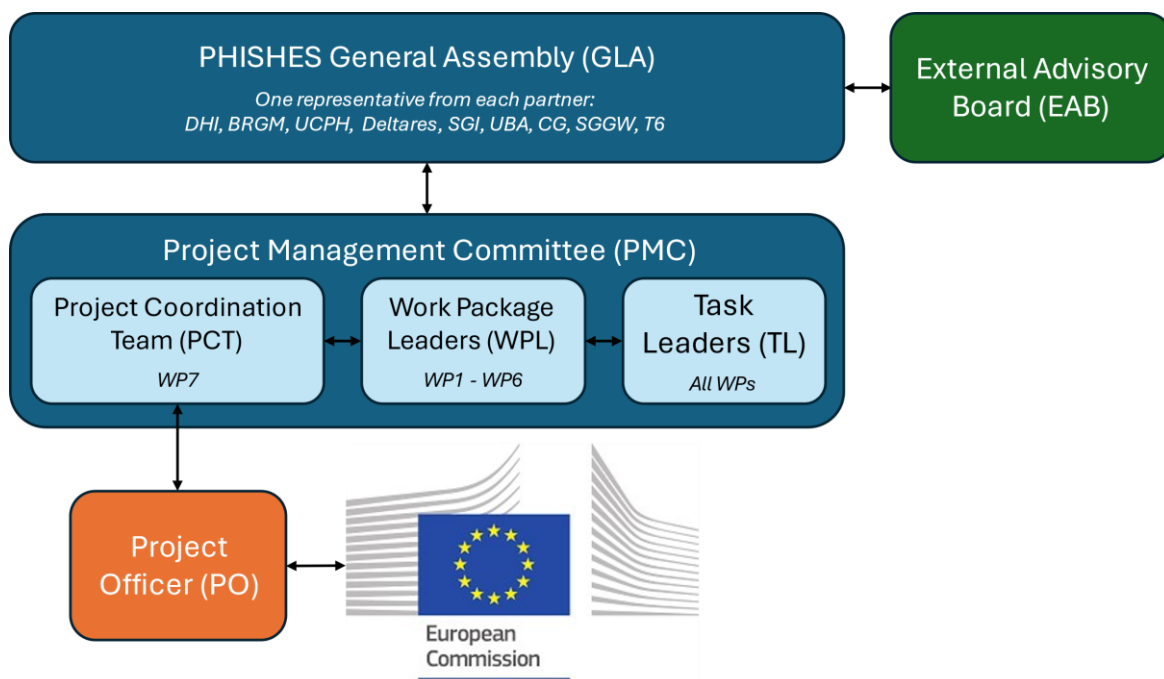 PHISHES General Assembly (GLA)
One representative from each partner:
DHI, BRGM, UCPH, Deltares, SGI, UBA, CG, SGGW, T6
External Advisory
Board (EAB)
Project Management Committee (PMC)
Project Coordination
Team (PCT)
WP7
Work Package
Leaders (WPL)
WP1 - WP6
Task
Leaders (TL)
All WPs
Project
Officer (PO)
European
Commission